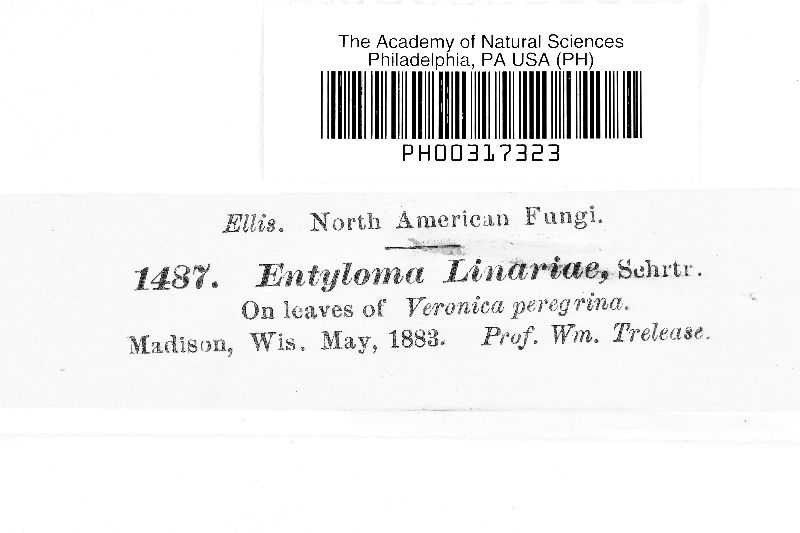 The Academy of Natural Sciences
Philadelphia, PA USA (PH)
PH00317323
Ellis. North American Fungi.
1487. Entyloma Linariae, Schrtr.
On leaves of Veronica peregrina.
Madison, Wis. May, 1883. Prof. Wm. Trelease.